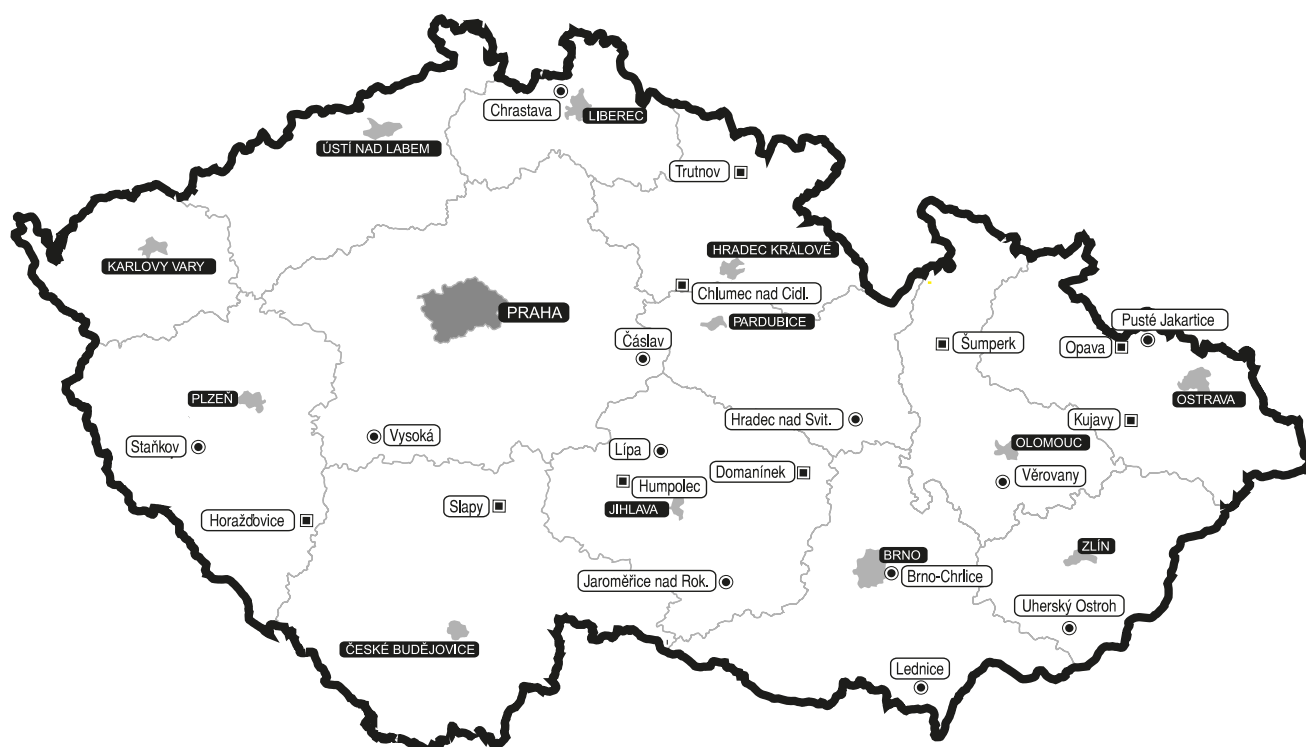 Chrastava
LIBEREC
ÚSTÍ NAD LABEM
Trutnov
HRADEC KRÁLOVÉ
KARLOVY VARY
Chlumec nad Cidl.
PRAHA
PARDUBICE
Pusté Jakartice
Čáslav
Šumperk
Opava
PLZEŇ
OSTRAVA
Hradec nad Svit.
Kujavy
Staňkov
Vysoká
Lípa
OLOMOUC
Domanínek
Věrovany
Humpolec
Slapy
JIHLAVA
Horažďovice
BRNO
ZLÍN
Brno-Chrlice
Jaroměřice nad Rok.
Uherský Ostroh
ČESKÉ BUDĚJOVICE
Lednice